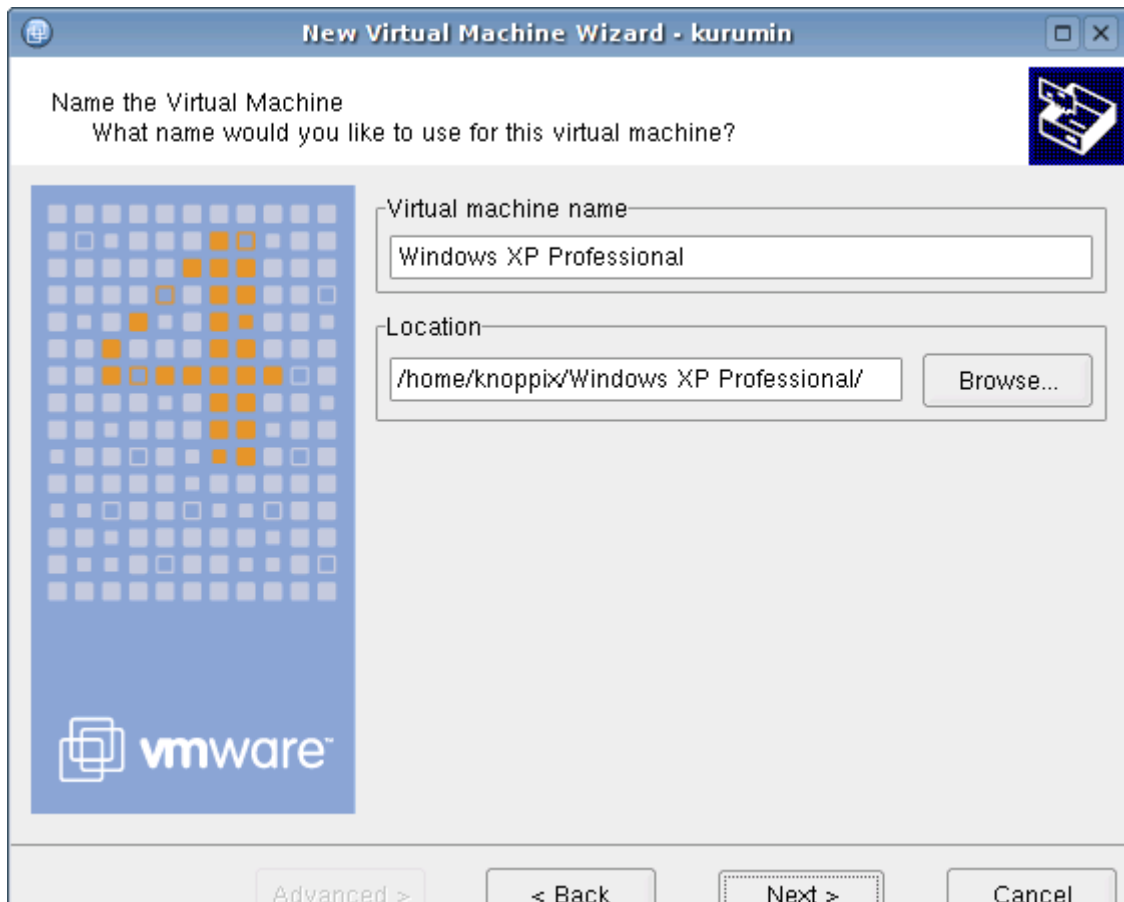 New Virtual Machine Wizard - kurumin
Name the Virtual Machine
What name would you like to use for this virtual machine?
Virtual machine name
Windows XP Professional
Location
/home/knoppix/Windows XP Professional/
Browse...
vmware™
Advanced >
< Back
Next >
Cancel